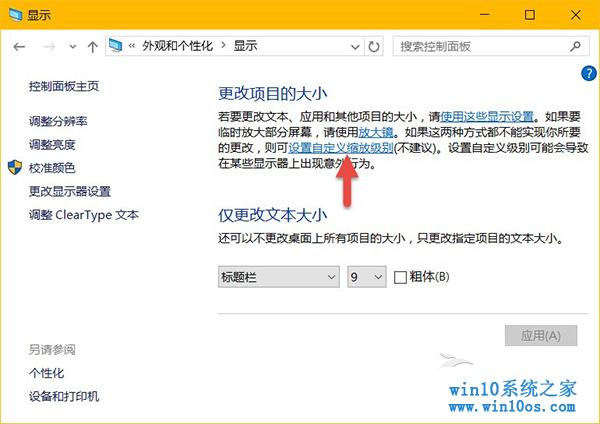 显示
« 外观和个性化 > 显示
搜索控制面板
?
控制面板主页
调整分辨率
调整亮度
校准颜色
更改显示器设置
调整 ClearType 文本
更改项目的大小
若要更改文本、应用和其他项目的大小，请使用这些显示设置。如果要
临时放大部分屏幕，请使用放大镜。如果这两种方式都不能实现你所要
的更改，则可设置自定义缩放级别(不建议)。设置自定义级别可能会导致
在某些显示器上出现意外行为。
仅更改文本大小
还可以不更改桌面上所有项目的大小，只更改指定项目的文本大小。
标题栏
9
粗体(B)
应用(A)
另请参阅
个性化
设备和打印机
win10系统之家
www.win10os.com